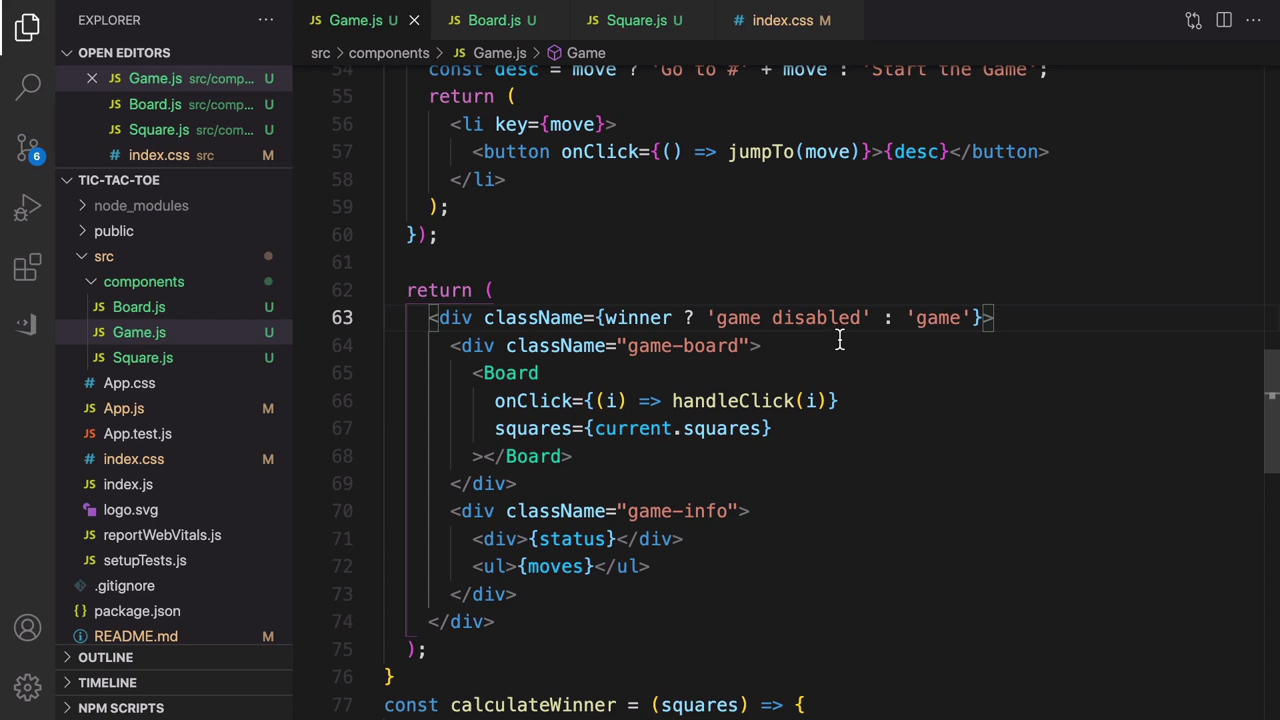 EXPLORER
OPEN EDITORS
Game.js src/comp... U
Board.js src/comp... U
Square.js src/com... U
index.css src M
TIC-TAC-TOE
node_modules
public
src
components
Board.js U
Game.js U
Square.js U
App.css
App.js M
App.test.js
index.css M
index.js
logo.svg
reportWebVitals.js
setupTests.js
.gitignore
package.json
README.md M
OUTLINE
TIMELINE
NPM SCRIPTS
6
JS Game.js U
JS Board.js U
JS Square.js U
# index.css M
src > components > JS Game.js > Game
54 const desc = move ? 'Go to #' + move : 'Start the Game';
55 return (
56 <li key={move}>
57 <button onClick={() => jumpTo(move)}>{desc}</button>
58 </li>
59 );
60 });
61
62 return (
63 <div className={winner ? 'game disabled' : 'game'}>
64 <div className="game-board">
65 <Board
66 onClick={(i) => handleClick(i)}
67 squares={current.squares}
68 ></Board>
69 </div>
70 <div className="game-info">
71 <div>{status}</div>
72 <ul>{moves}</ul>
73 </div>
74 </div>
75 );
76 }
77 const calculateWinner = (squares) => {